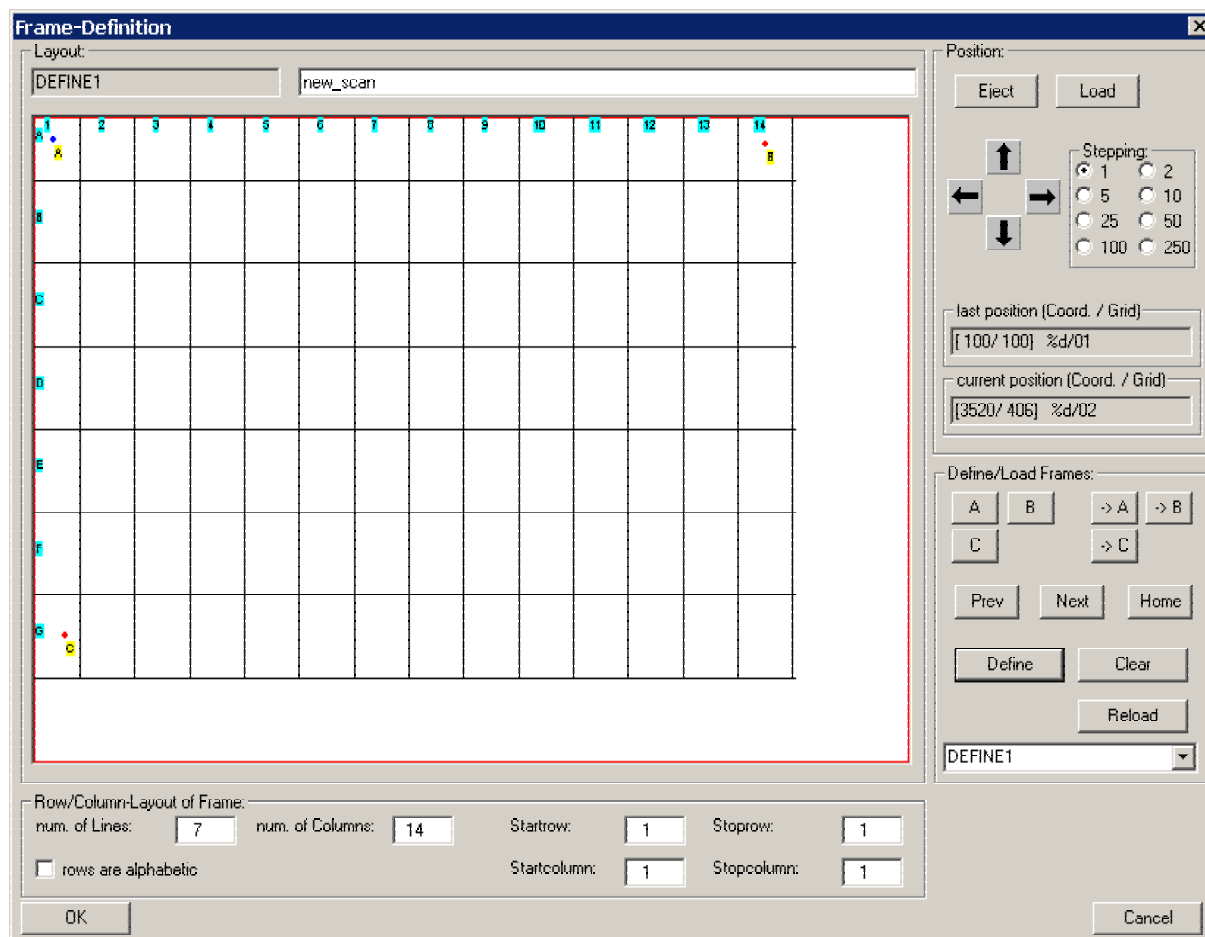 Frame-Definition
Layout:
DEFINE1
new_scan
1 2 3 4 5 6 7 8 9 10 11 12 13 14
A
A
B
B
C
D
E
F
G
C
Position:
Eject
Load
Stepping:
1 2
5 10
25 50
100 250
last position (Coord. / Grid)
[ 100/ 100] %d/01
current position (Coord. / Grid)
[3520/ 406] %d/02
Define/Load Frames:
A B -> A -> B
C -> C
Prev Next Home
Define Clear
Reload
DEFINE1
Row/Column-Layout of Frame:
num. of Lines: 7 num. of Columns: 14 Startrow: 1 Stoprow: 1
rows are alphabetic Startcolumn: 1 Stopcolumn: 1
OK
Cancel